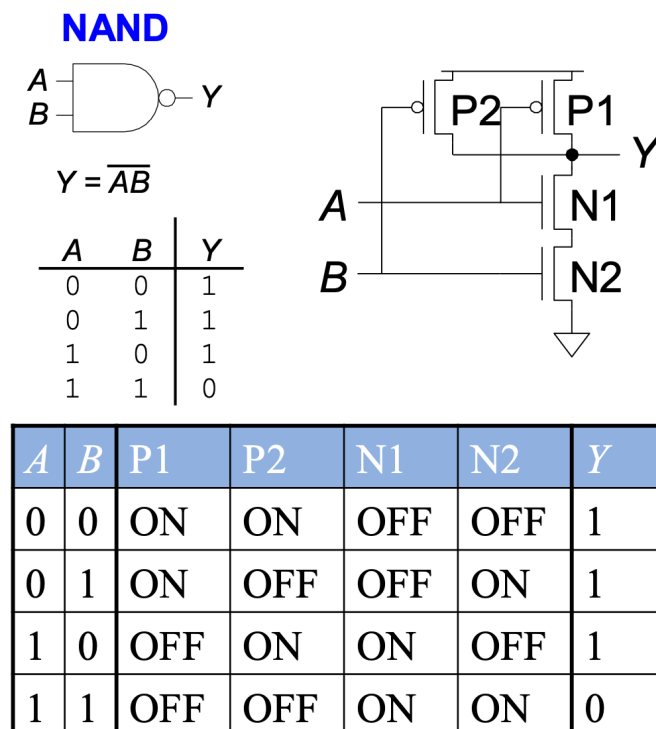 NAND
A
B
Y
Y = \overline{AB}
A B Y
0 0 1
0 1 1
1 0 1
1 1 0
P2 P1
Y
A N1
B N2
A B P1 P2 N1 N2 Y
0 0 ON ON OFF OFF 1
0 1 ON OFF OFF ON 1
1 0 OFF ON ON OFF 1
1 1 OFF OFF ON ON 0